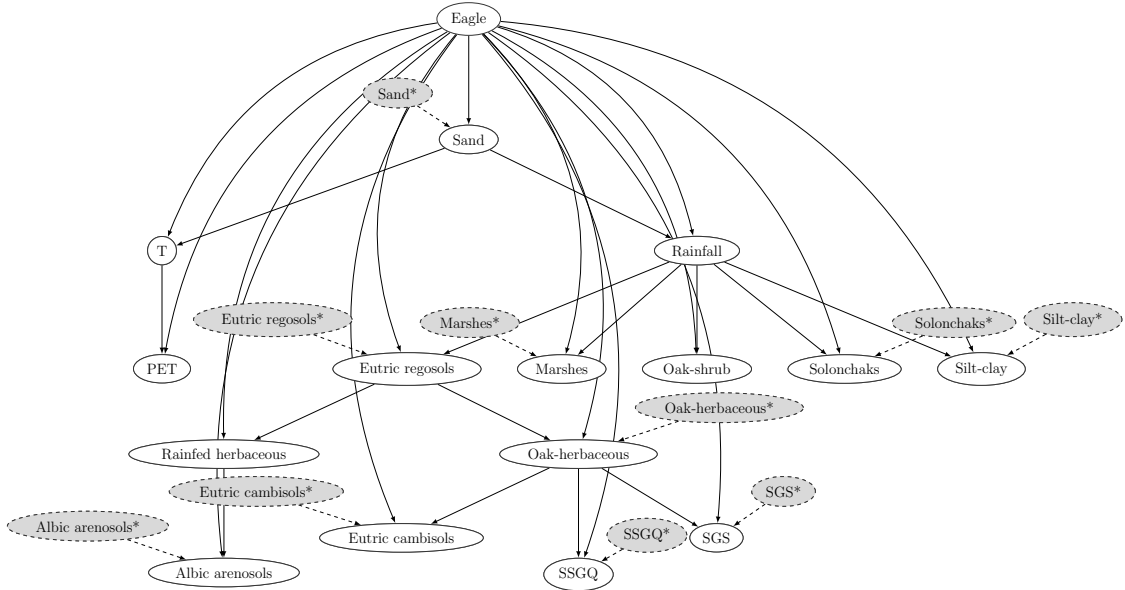 Eagle
Sand*
Sand
T
Rainfall
Eutric regosols*
Marshes*
Solonchaks*
Silt-clay*
PET
Eutric regosols
Marshes
Oak-shrub
Solonchaks
Silt-clay
Oak-herbaceous*
Rainfed herbaceous
Oak-herbaceous
Eutric cambisols*
SGS*
Albic arenosols*
SSGQ*
Eutric cambisols
SGS
Albic arenosols
SSGQ